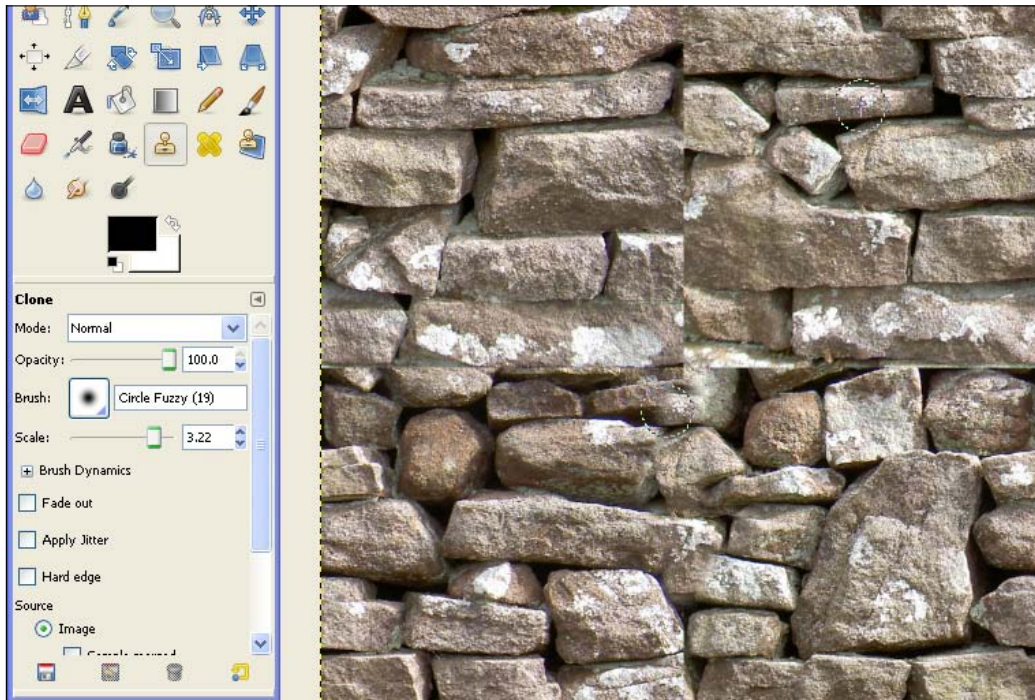 Clone
Mode: Normal
Opacity: 100.0
Brush: Circle Fuzzy (19)
Scale: 3.22
Brush Dynamics
Fade out
Apply Jitter
Hard edge
Source
Image